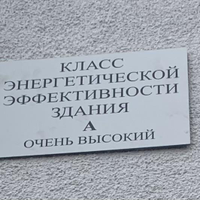 КЛАСС
ЭНЕРГЕТИЧЕСКОЙ
ЭФФЕКТИВНОСТИ
ЗДАНИЯ
А
ОЧЕНЬ ВЫСОКИЙ